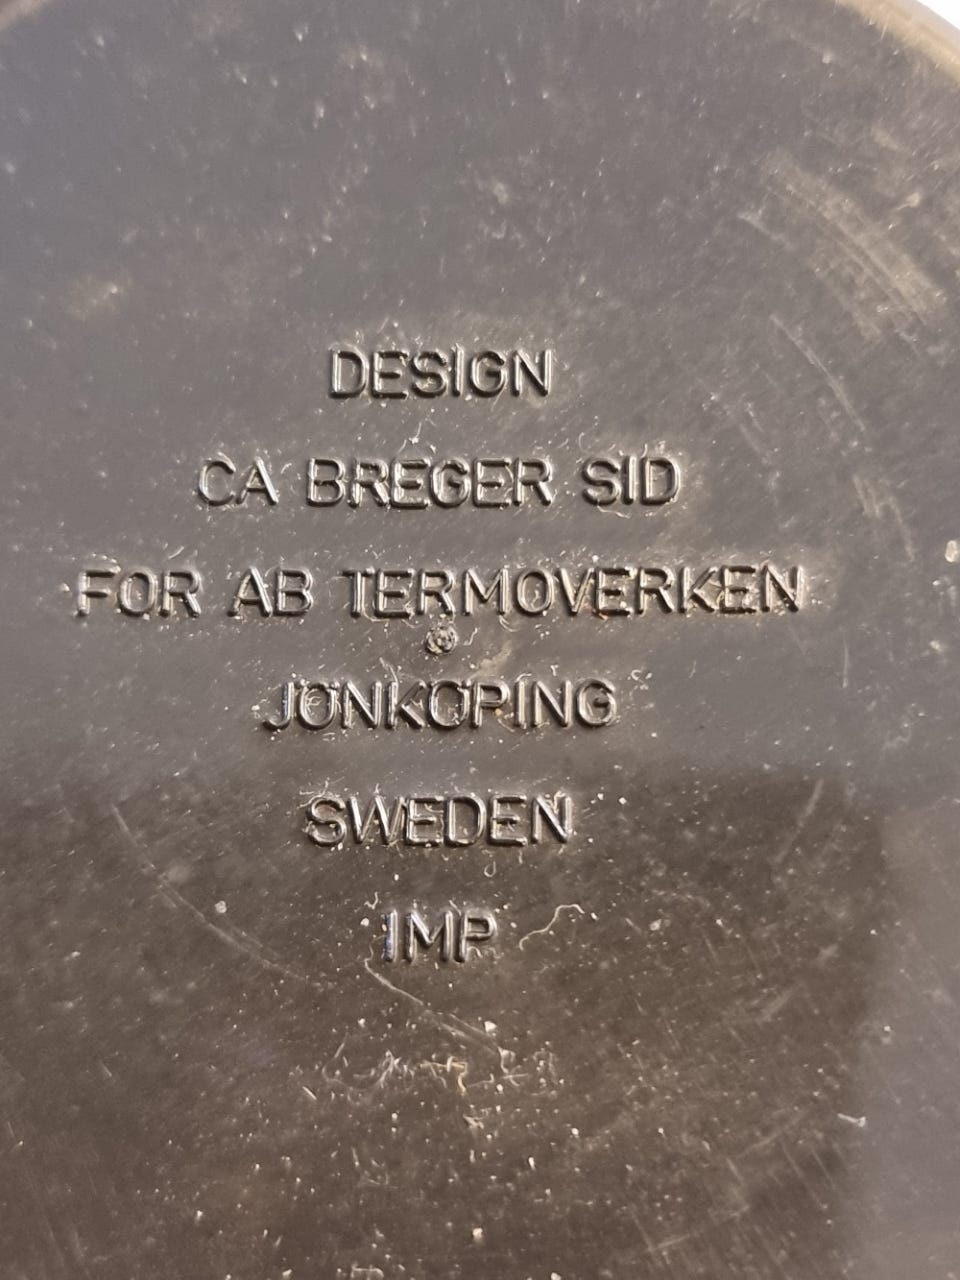 DESIGN
CA BREGER SID
FOR AB TERMOVERKEN
JÖNKÖPING
SWEDEN
IMP